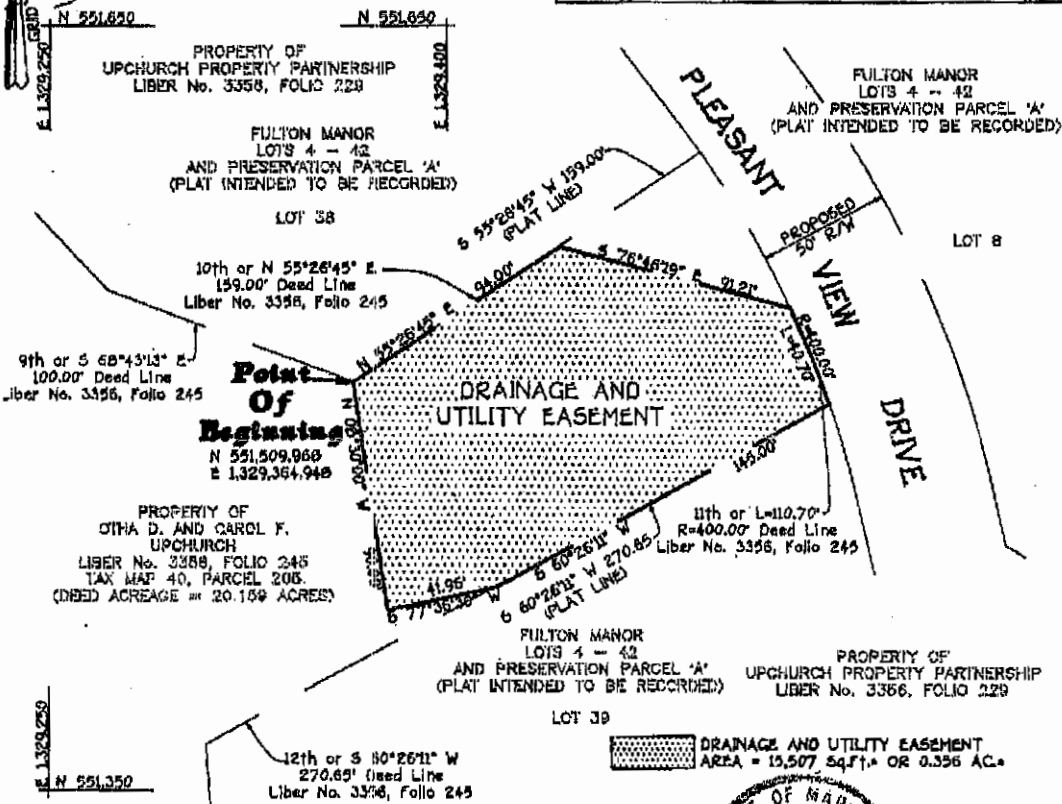 GRID
N 551,650
N 551,650
E 1,329,250
E 1,329,400
PROPERTY OF
UPCHURCH PROPERTY PARTNERSHIP
LIBER No. 3356, FOLIO 229
FULTON MANOR
LOTS 4 - 42
AND PRESERVATION PARCEL 'A'
(PLAT INTENDED TO BE RECORDED)
LOT 38
FULTON MANOR
LOTS 4 - 42
AND PRESERVATION PARCEL 'A'
(PLAT INTENDED TO BE RECORDED)
LOT 8
PLEASANT
VIEW
DRIVE
PROPOSED
50' R/W
S 55°26'45" W 159.00'
(PLAT LINE)
10th or N 55°26'45" E
159.00' Deed Line
Liber No. 3356, Folio 245
9th or S 68°43'13" E
100.00' Deed Line
Liber No. 3356, Folio 245
N 55°26'45" E
94.00'
S 76°46'19" E
91.21'
R=400.00'
L=40.70'
Point
Of
Beginning
N 551,509.968
E 1,329,364.948
DRAINAGE AND
UTILITY EASEMENT
145.00'
11th or L=110.70'
R=400.00' Deed Line
Liber No. 3356, Folio 245
PROPERTY OF
OTHA D. AND CAROL F.
UPCHURCH
LIBER No. 3356, FOLIO 245
TAX MAP 40, PARCEL 205
(DEED ACREAGE = 20.159 ACRES)
41.95'
S 77°36'36" W
S 60°26'11" W
S 60°26'11" W 270.65'
(PLAT LINE)
FULTON MANOR
LOTS 4 - 42
AND PRESERVATION PARCEL 'A'
(PLAT INTENDED TO BE RECORDED)
LOT 39
PROPERTY OF
UPCHURCH PROPERTY PARTNERSHIP
LIBER No. 3356, FOLIO 229
12th or S 60°26'11" W
270.65' Deed Line
Liber No. 3356, Folio 245
E 1,329,250
N 551,350
DRAINAGE AND UTILITY EASEMENT
AREA = 15,507 Sq.Ft.± OR 0.356 AC.±
OF MAR